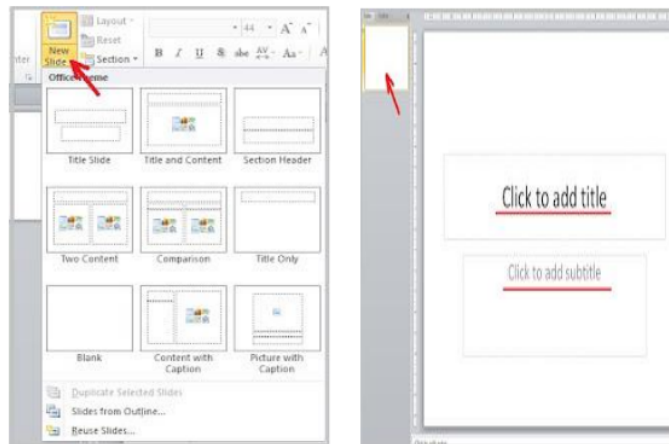 Layout
44 A A
Reset
New
Slide
Section
B I U S abc AV Aa A
Office Theme
Title Slide
Title and Content
Section Header
Two Content
Comparison
Title Only
Blank
Content with
Caption
Picture with
Caption
Duplicate Selected Slides
Slides from Outline...
Reuse Slides...
Click to add title
Click to add subtitle